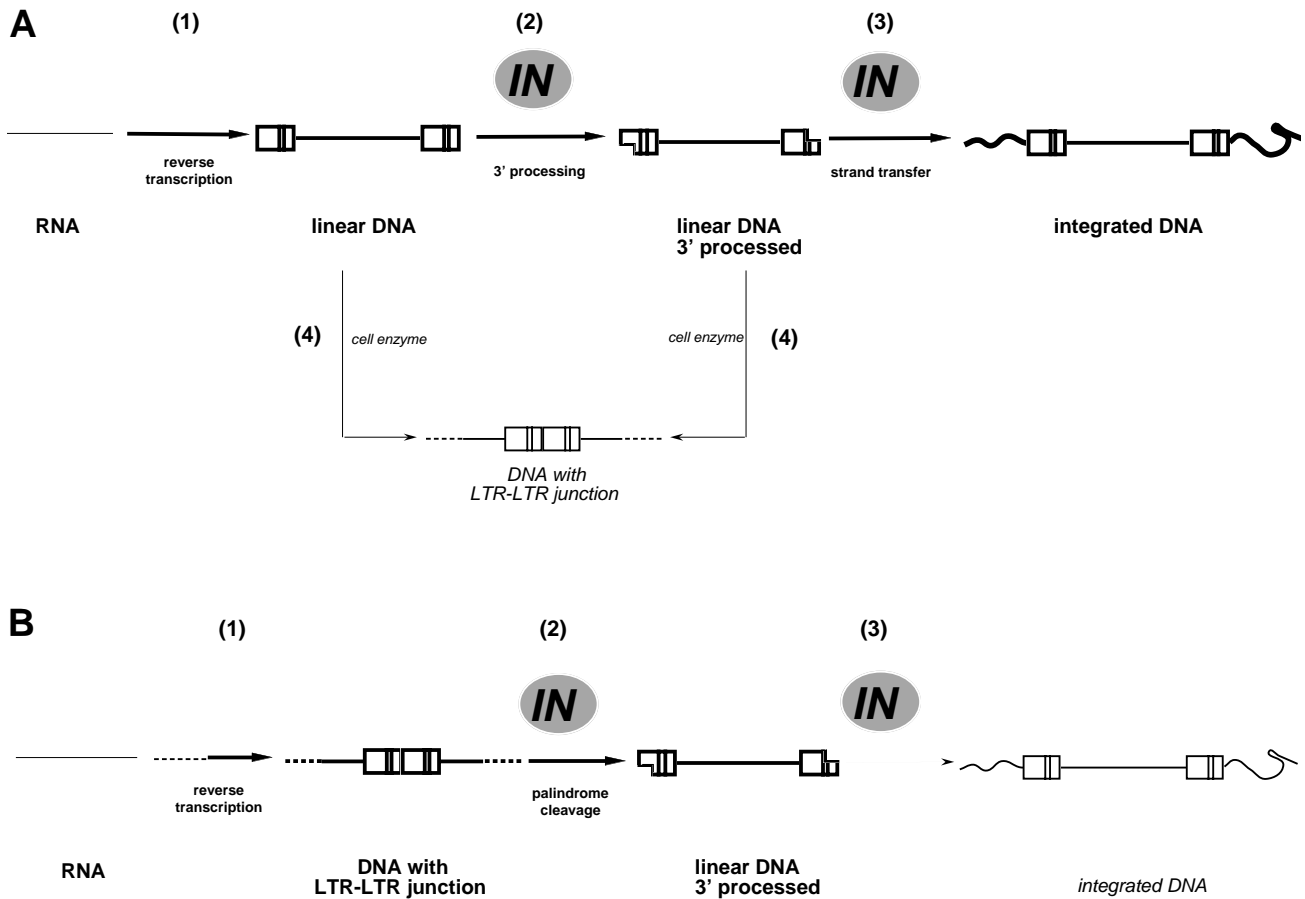 A
(1)
(2)
(3)
IN
IN
reverse
transcription
3’ processing
strand transfer
RNA
linear DNA
linear DNA
3’ processed
integrated DNA
(4)
cell enzyme
cell enzyme
(4)
DNA with
LTR-LTR junction
B
(1)
(2)
(3)
IN
IN
reverse
transcription
palindrome
cleavage
RNA
DNA with
LTR-LTR junction
linear DNA
3’ processed
integrated DNA